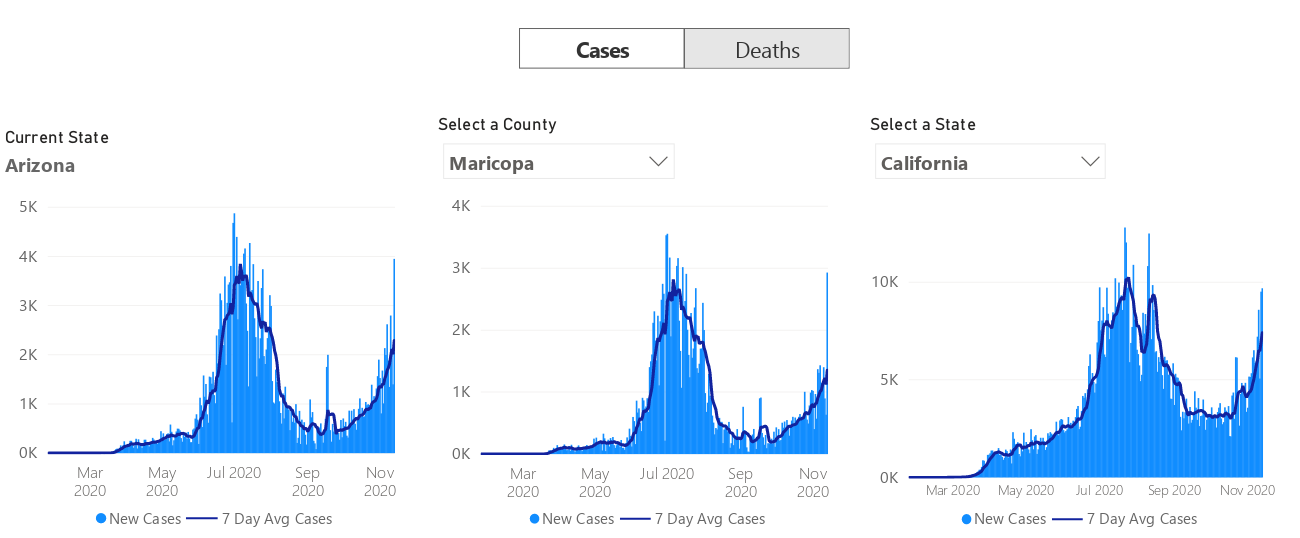 Cases Deaths
Current State
Arizona
Select a County
Maricopa
Select a State
California
5K
4K
3K
2K
1K
0K
Mar May Jul 2020 Sep Nov
2020 2020 2020 2020
New Cases 7 Day Avg Cases
4K
3K
2K
1K
0K
Mar May Jul 2020 Sep Nov
2020 2020 2020 2020
New Cases 7 Day Avg Cases
10K
5K
0K
Mar 2020 May 2020 Jul 2020 Sep 2020 Nov 2020
New Cases 7 Day Avg Cases